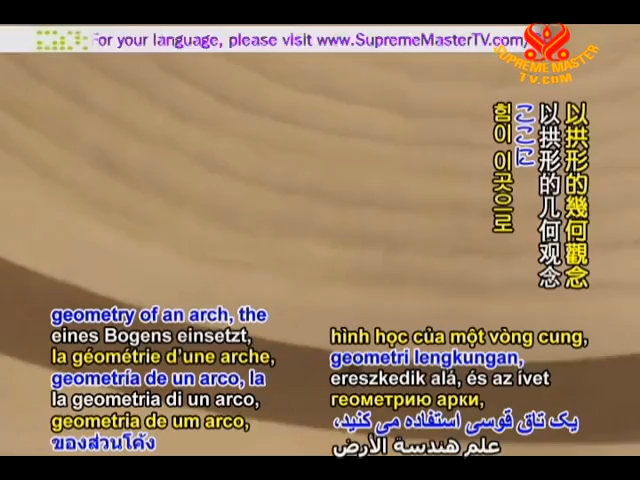 For your language, please visit www.SupremeMasterTV.com/
SUPREME MASTER
TV.COM
以拱形的幾何觀念
以拱形的几何观念
ここに
힘이 이곳으로
geometry of an arch, the
eines Bogens einsetzt,
la géométrie d’une arche,
geometría de un arco, la
la geometria di un arco,
geometria de um arco,
ของส่วนโค้ง
hình học của một vòng cung,
geometri lengkungan,
ereszkedik alá, és az ívet
геометрию арки,
یک تاق قوسی استفاده می کنید،
علم هندسة الأرض